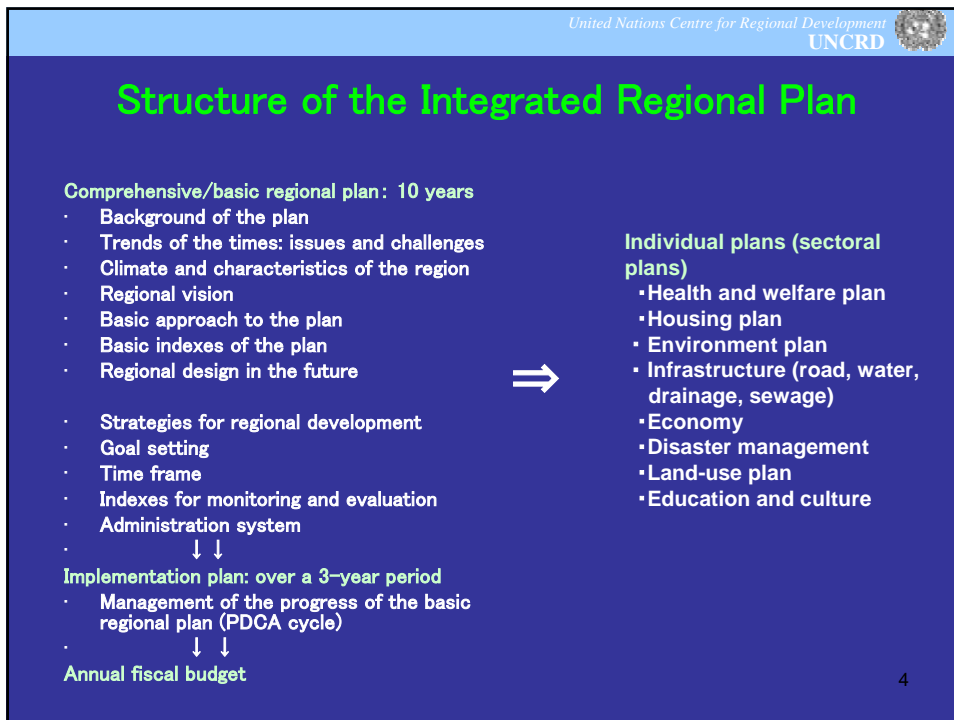 United Nations Centre for Regional Development
UNCRD
Structure of the Integrated Regional Plan
Comprehensive/basic regional plan: 10 years
· Background of the plan
· Trends of the times: issues and challenges
· Climate and characteristics of the region
· Regional vision
· Basic approach to the plan
· Basic indexes of the plan
· Regional design in the future
· Strategies for regional development
· Goal setting
· Time frame
· Indexes for monitoring and evaluation
· Administration system
· ↓↓
Implementation plan: over a 3-year period
· Management of the progress of the basic
regional plan (PDCA cycle)
· ↓ ↓
Annual fiscal budget
⇒
Individual plans (sectoral
plans)
・Health and welfare plan
・Housing plan
・ Environment plan
・ Infrastructure (road, water,
drainage, sewage)
・Economy
・Disaster management
・Land-use plan
・Education and culture
4